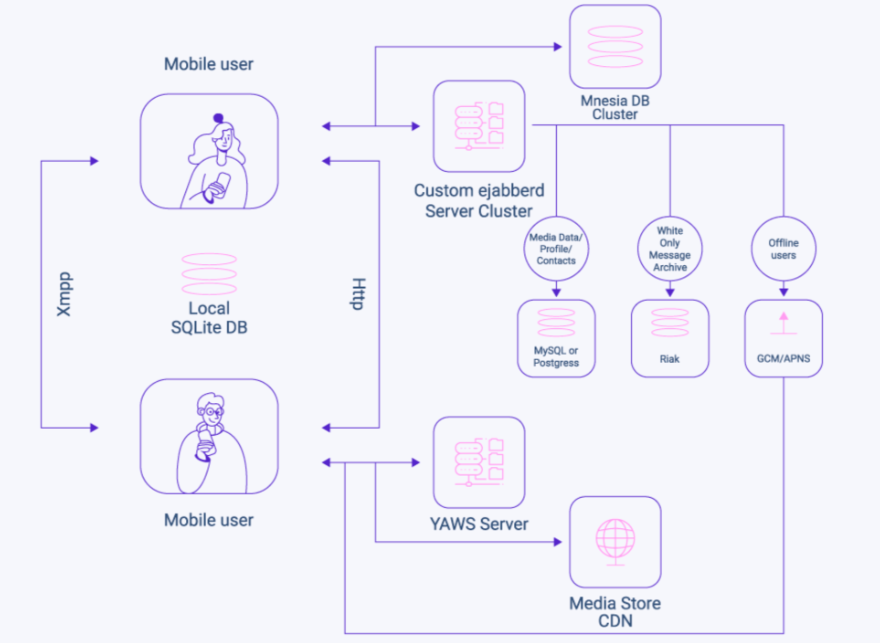 Mobile user
Mnesia DB
Cluster
Custom ejabberd
Server Cluster
Media Data/
Profile/
Contacts
White
Only
Message
Archive
Offline
users
Xmpp
Local
SQLite DB
Http
MySQL or
Postgress
Riak
GCM/APNS
Mobile user
YAWS Server
Media Store
CDN